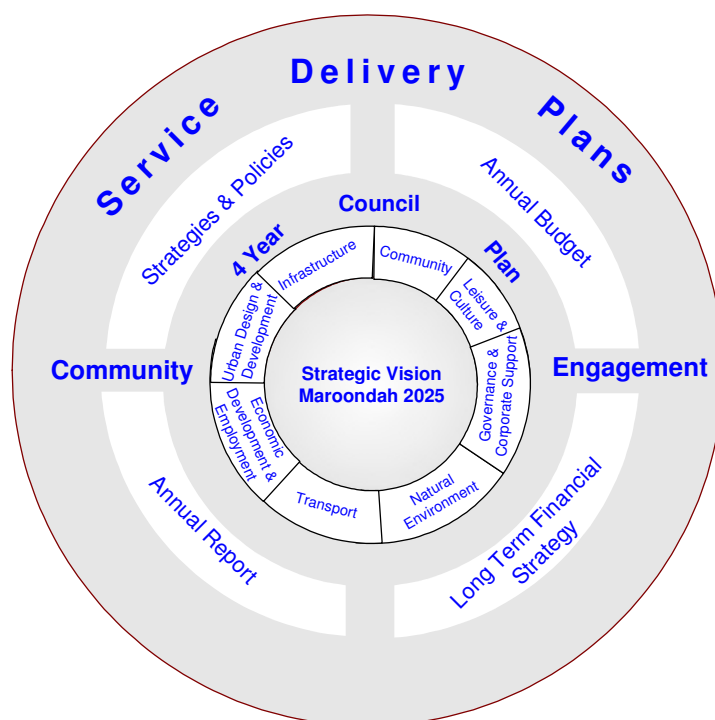 Service Delivery Plans
Strategies & Policies
Annual Budget
4 Year Council Plan
Infrastructure
Community
Leisure &
Culture
Urban Design &
Development
Governance &
Corporate Support
Community Engagement
Strategic Vision
Maroondah 2025
Economic
Development &
Employment
Transport
Natural
Environment
Annual Report
Long Term Financial
Strategy